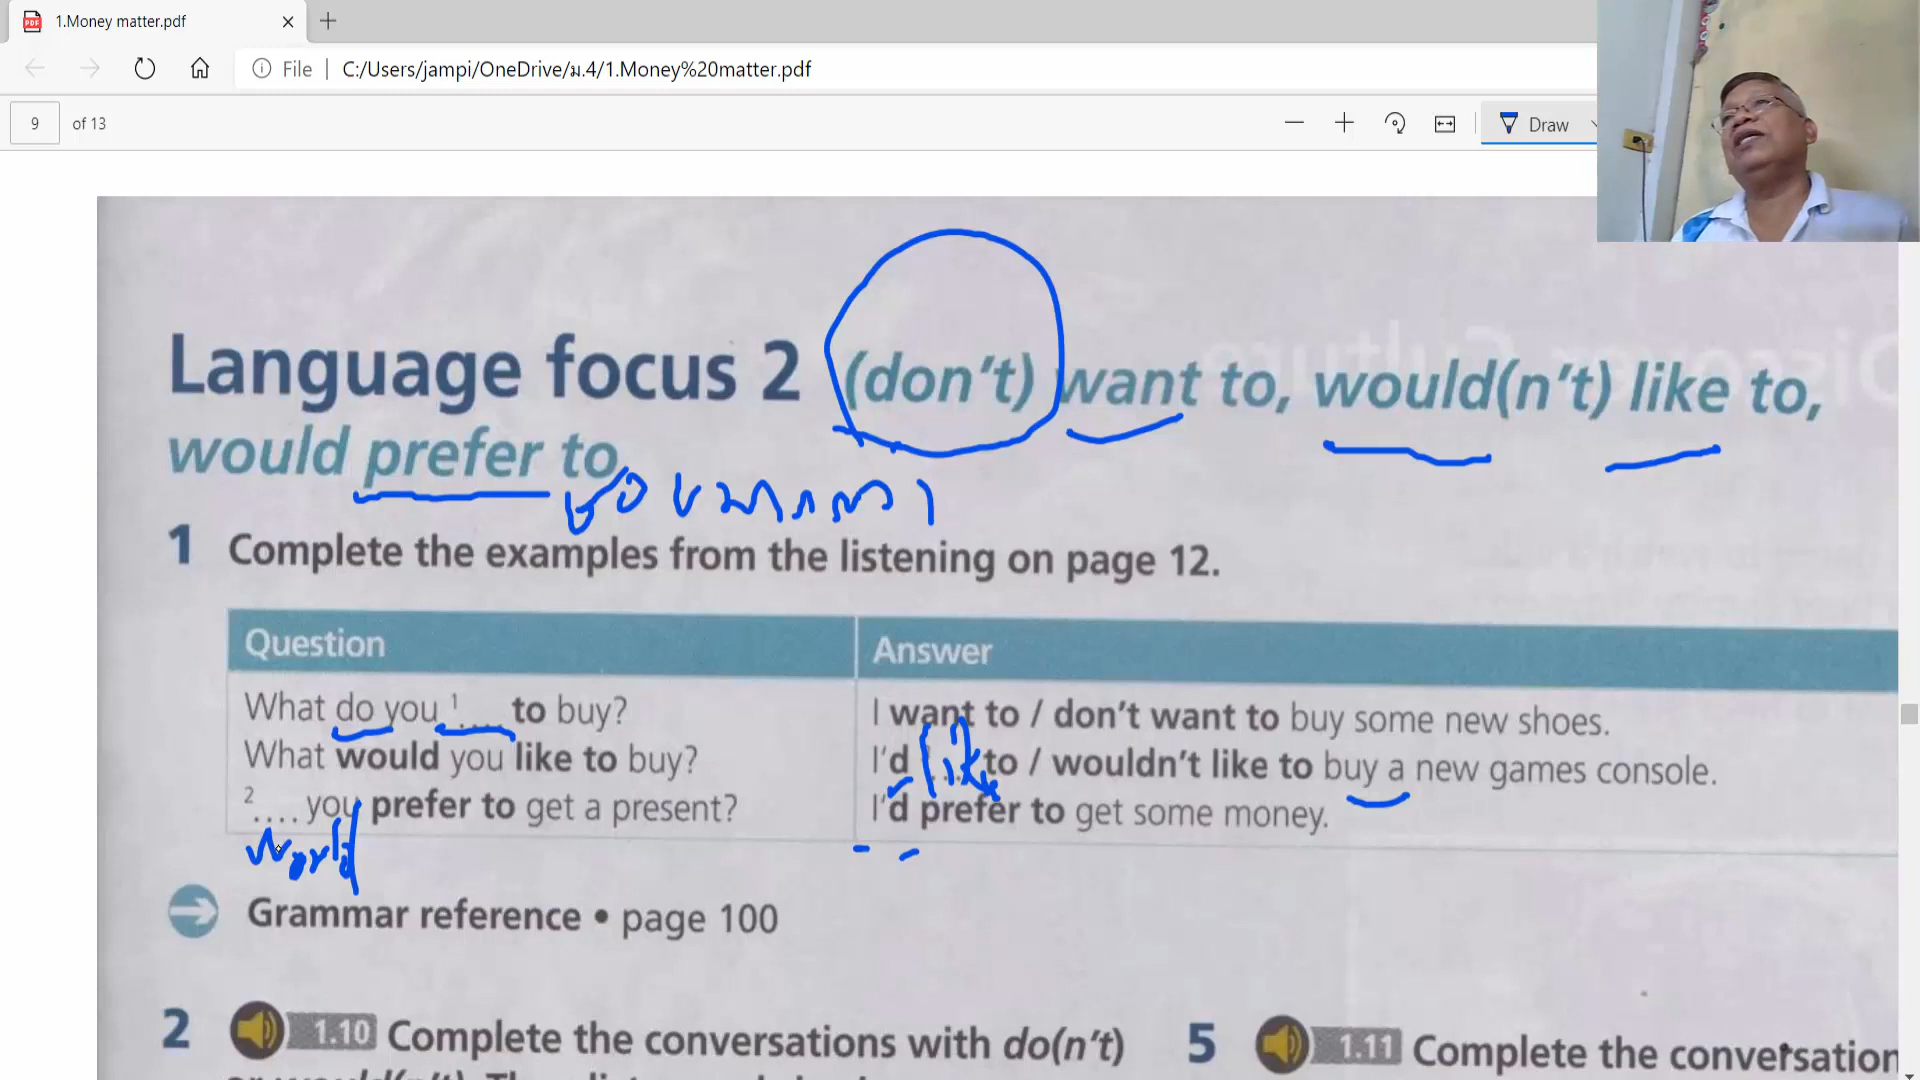 1.Money matter.pdf
File | C:/Users/jampi/OneDrive/ม.4/1.Money%20matter.pdf
9 of 13
Draw
Language focus 2 (don't) want to, would(n't) like to,
would prefer to
1 Complete the examples from the listening on page 12.
Question Answer
What do you 1.... to buy? I want to / don't want to buy some new shoes.
What would you like to buy? I'd like to / wouldn't like to buy a new games console.
2.... you prefer to get a present? I'd prefer to get some money.
World
Grammar reference • page 100
2 1.10 Complete the conversations with do(n't)
5 1.11 Complete the conversation